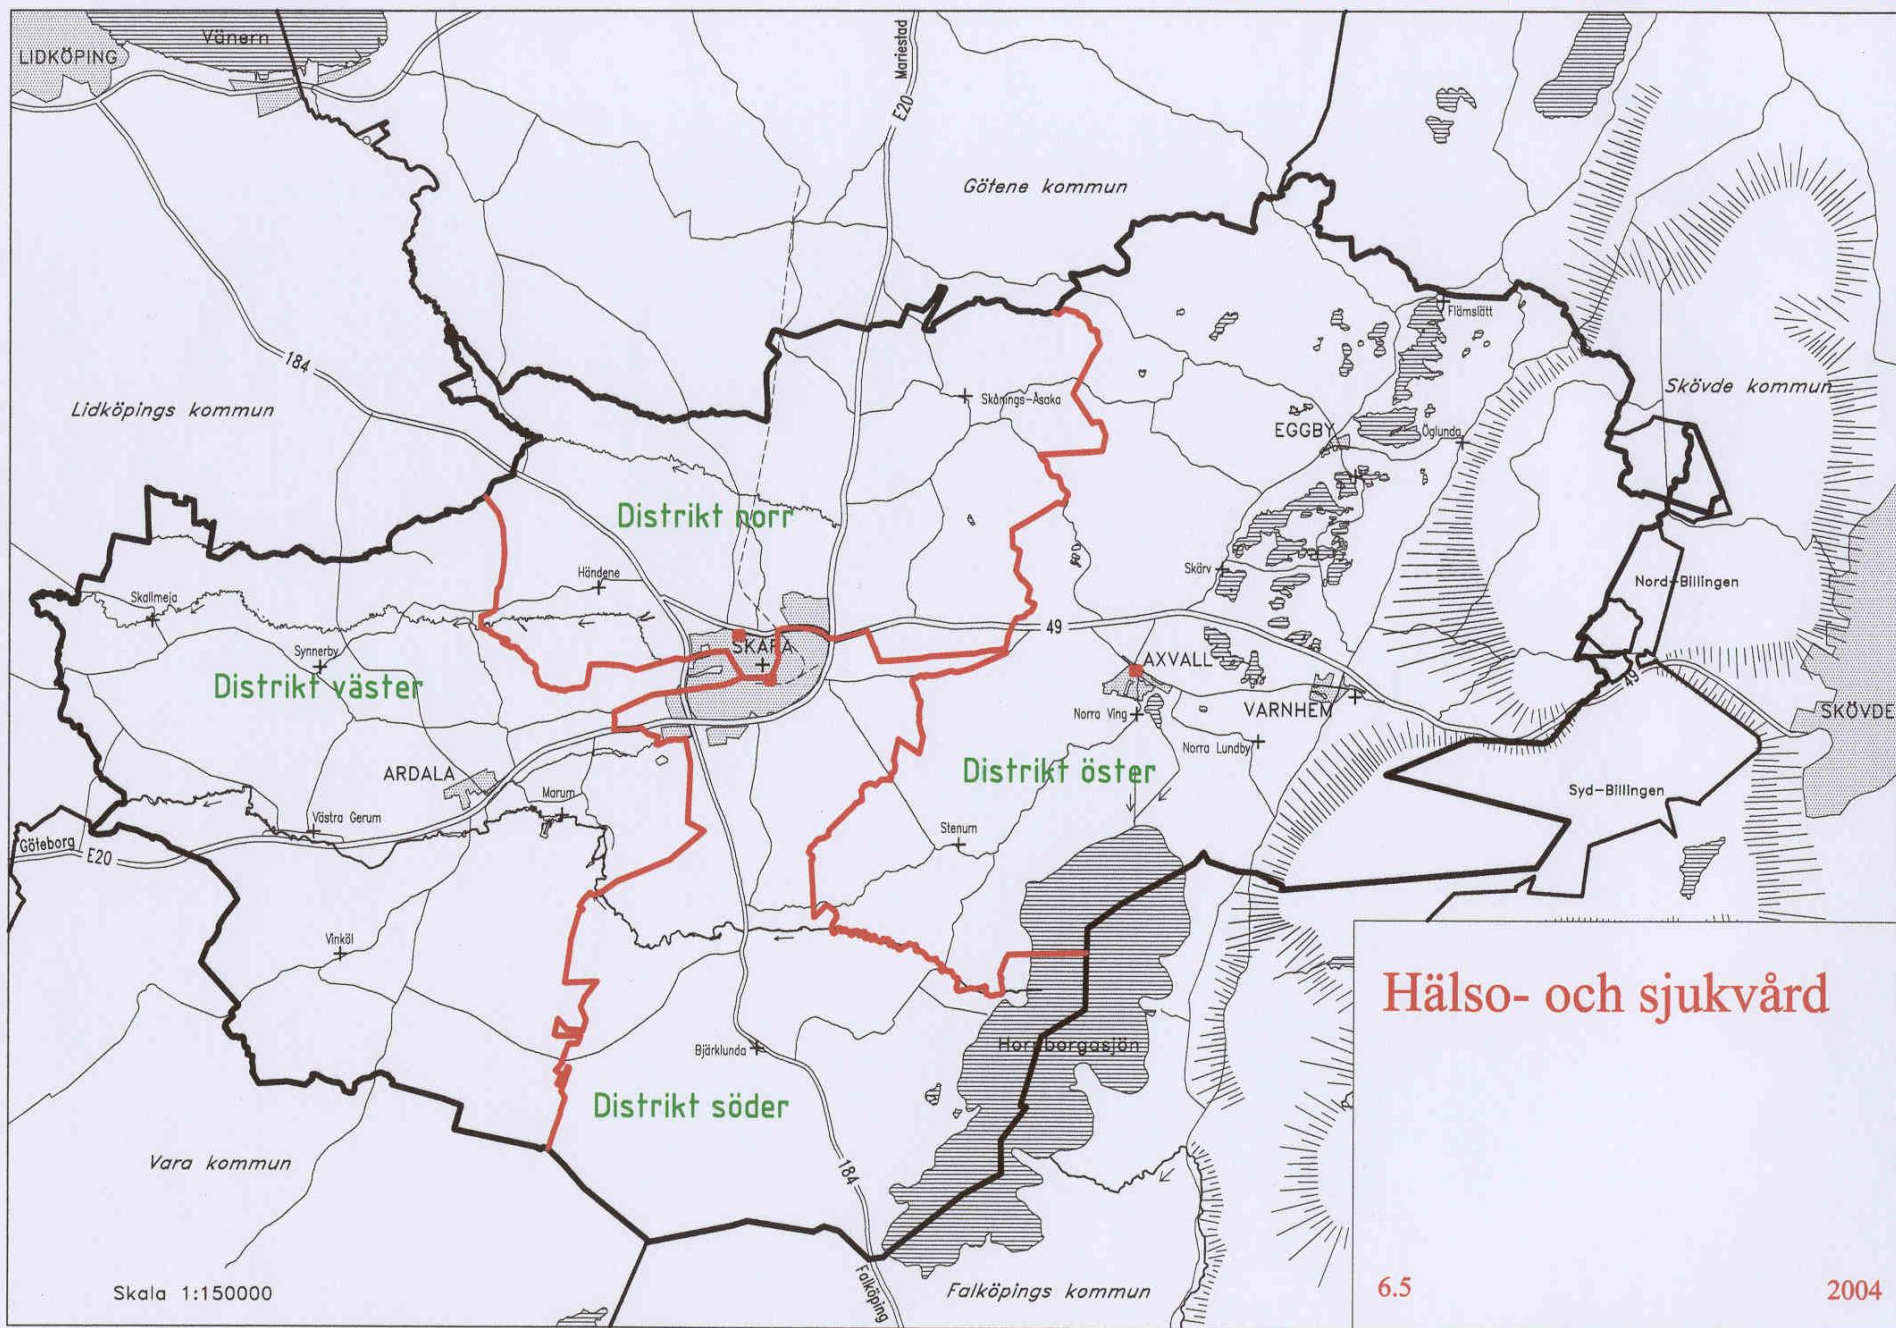 LIDKÖPING
Vänern
Mariestad
E20
Götene kommun
Flämslätt
184
Lidköpings kommun
Skånings-Åsaka
Skövde kommun
EGGBY
Öglunda
Distrikt norr
Händene
Skärv
Nord-Billingen
Skallmeja
49
SKARA
Synnerby
AXVALL
Distrikt väster
VARNHEM
49
Norra Ving
SKÖVDE
Norra Lundby
ARDALA
Distrikt öster
Syd-Billingen
Marum
Västra Gerum
Stenum
Göteborg
E20
Vinköl
Hälso- och sjukvård
Bjärklunda
Hornborgasjön
Distrikt söder
Vara kommun
184
Falköping
Skala 1:150000
Falköpings kommun
6.5
2004